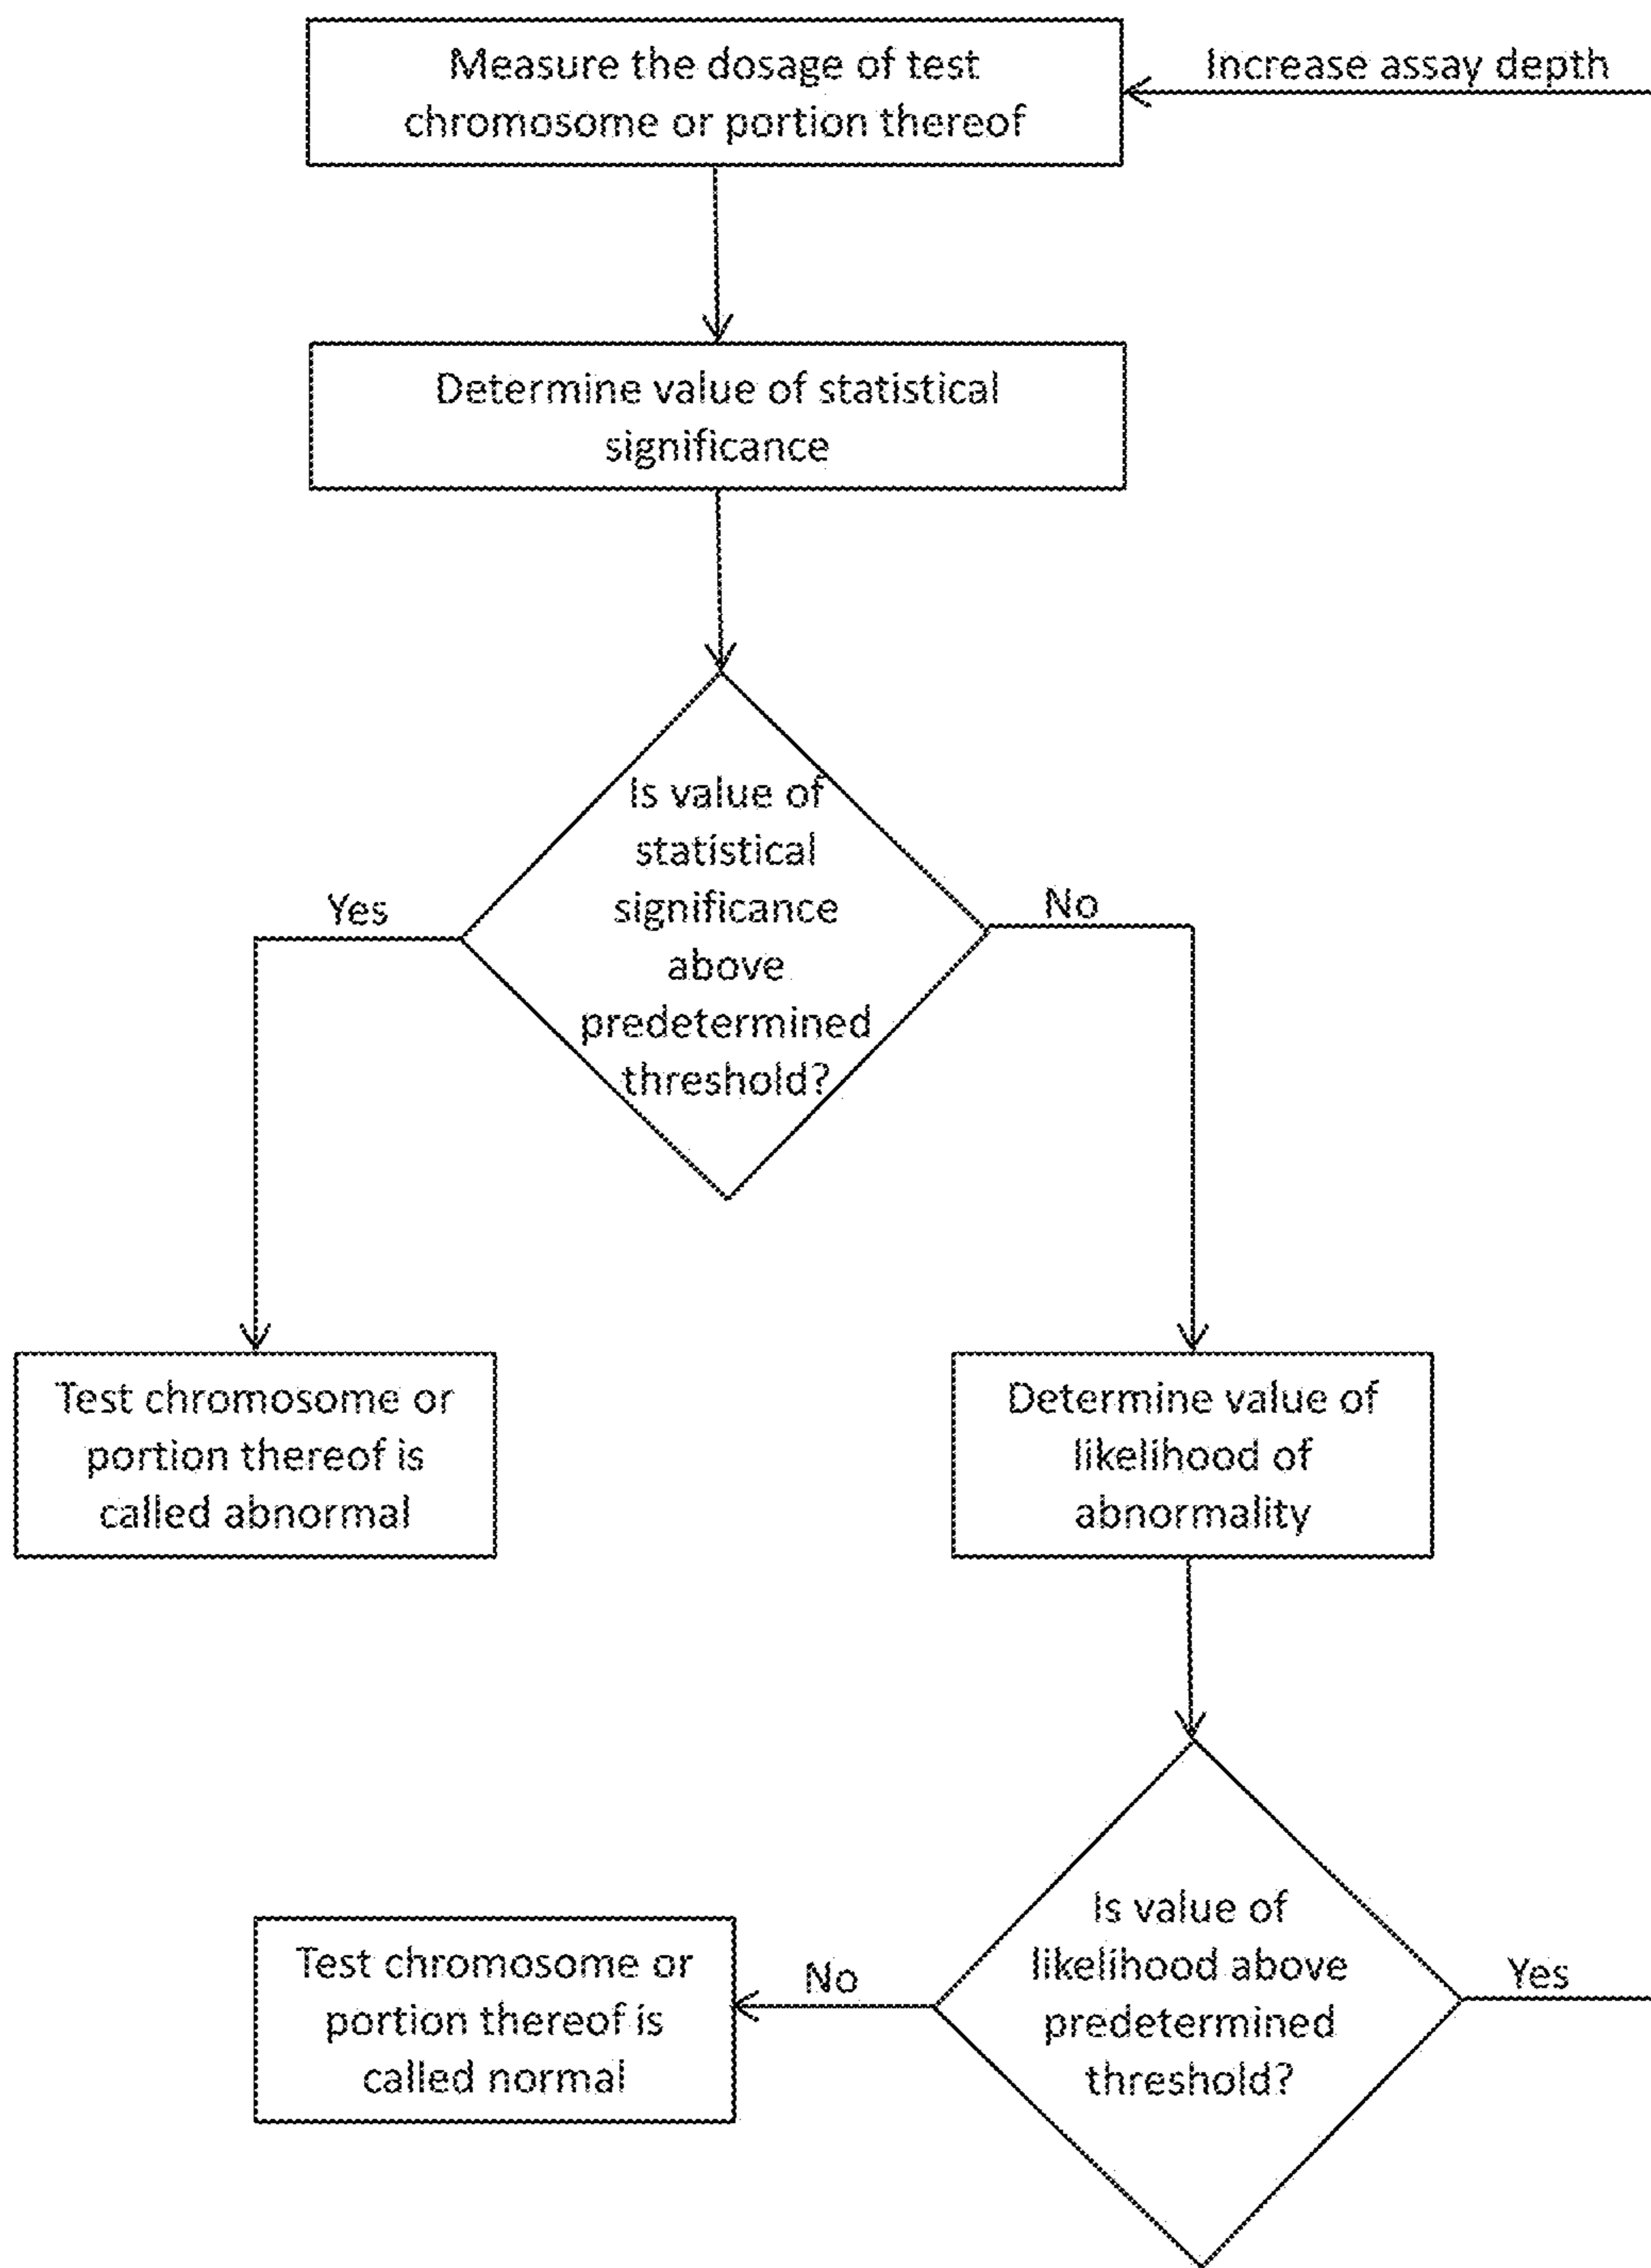 Measure the dosage of test
chromosome or portion thereof
Increase assay depth
Determine value of statistical
significance
Is value of
statistical
significance
above
predetermined
threshold?
Yes
No
Test chromosome or
portion thereof is
called abnormal
Determine value of
likelihood of
abnormality
Is value of
likelihood above
predetermined
threshold?
No
Yes
Test chromosome or
portion thereof is
called normal